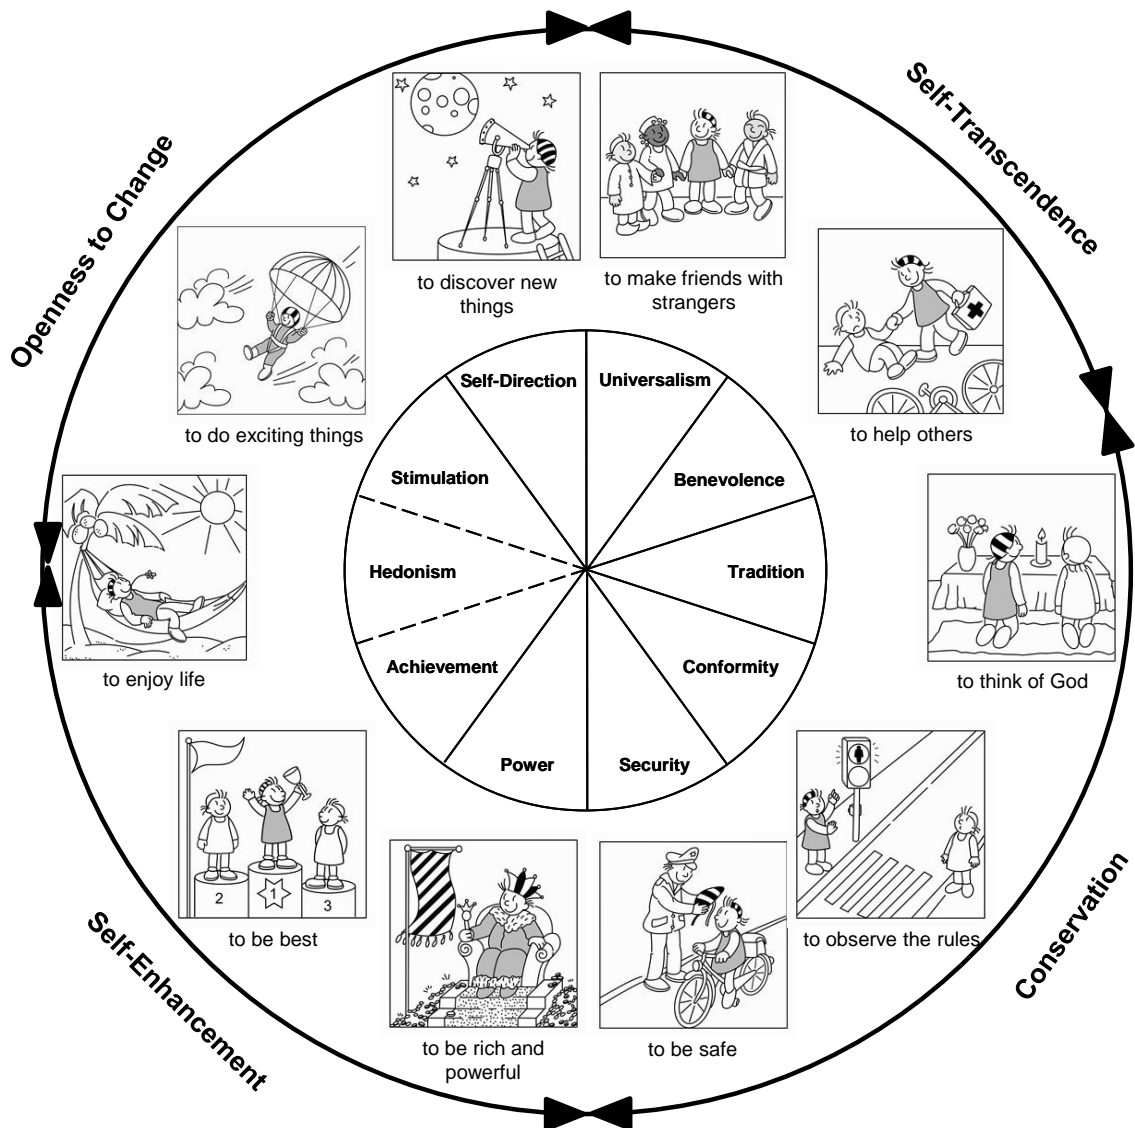 Self-Transcendence
Openness to Change
to discover new
things
to make friends with
strangers
to do exciting things
to help others
Self-Direction
Universalism
Stimulation
Benevolence
Hedonism
Tradition
Achievement
Conformity
Power
Security
to enjoy life
to think of God
2
1
3
to be best
to observe the rules
Self-Enhancement
Conservation
to be rich and
powerful
to be safe